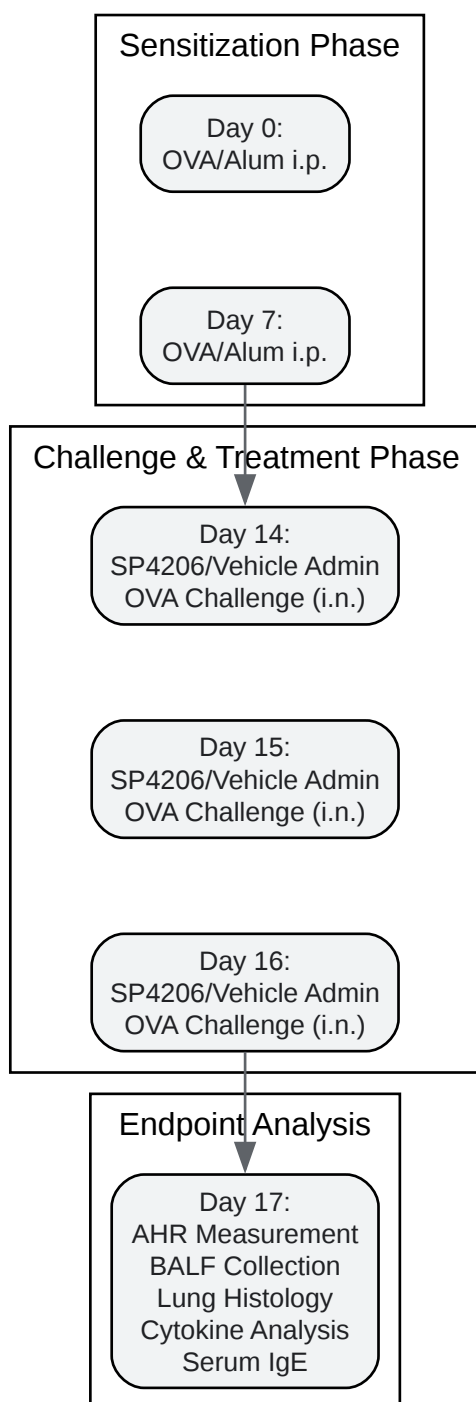 Sensitization Phase
Day 0:
OVA/Alum i.p.
Day 7:
OVA/Alum i.p.
Challenge & Treatment Phase
Day 14:
SP4206/Vehicle Admin
OVA Challenge (i.n.)
Day 15:
SP4206/Vehicle Admin
OVA Challenge (i.n.)
Day 16:
SP4206/Vehicle Admin
OVA Challenge (i.n.)
Endpoint Analysis
Day 17:
AHR Measurement
BALF Collection
Lung Histology
Cytokine Analysis
Serum IgE